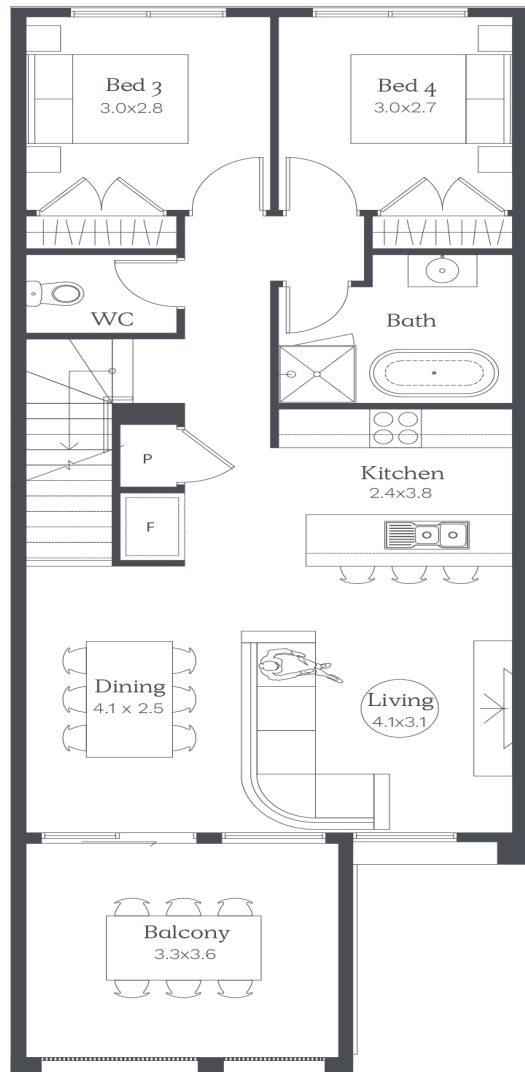 Bed 3
3.0x2.8
Bed 4
3.0x2.7
WC
Bath
P
Kitchen
2.4x3.8
F
Dining
4.1 x 2.5
Living
4.1x3.1
Balcony
3.3x3.6